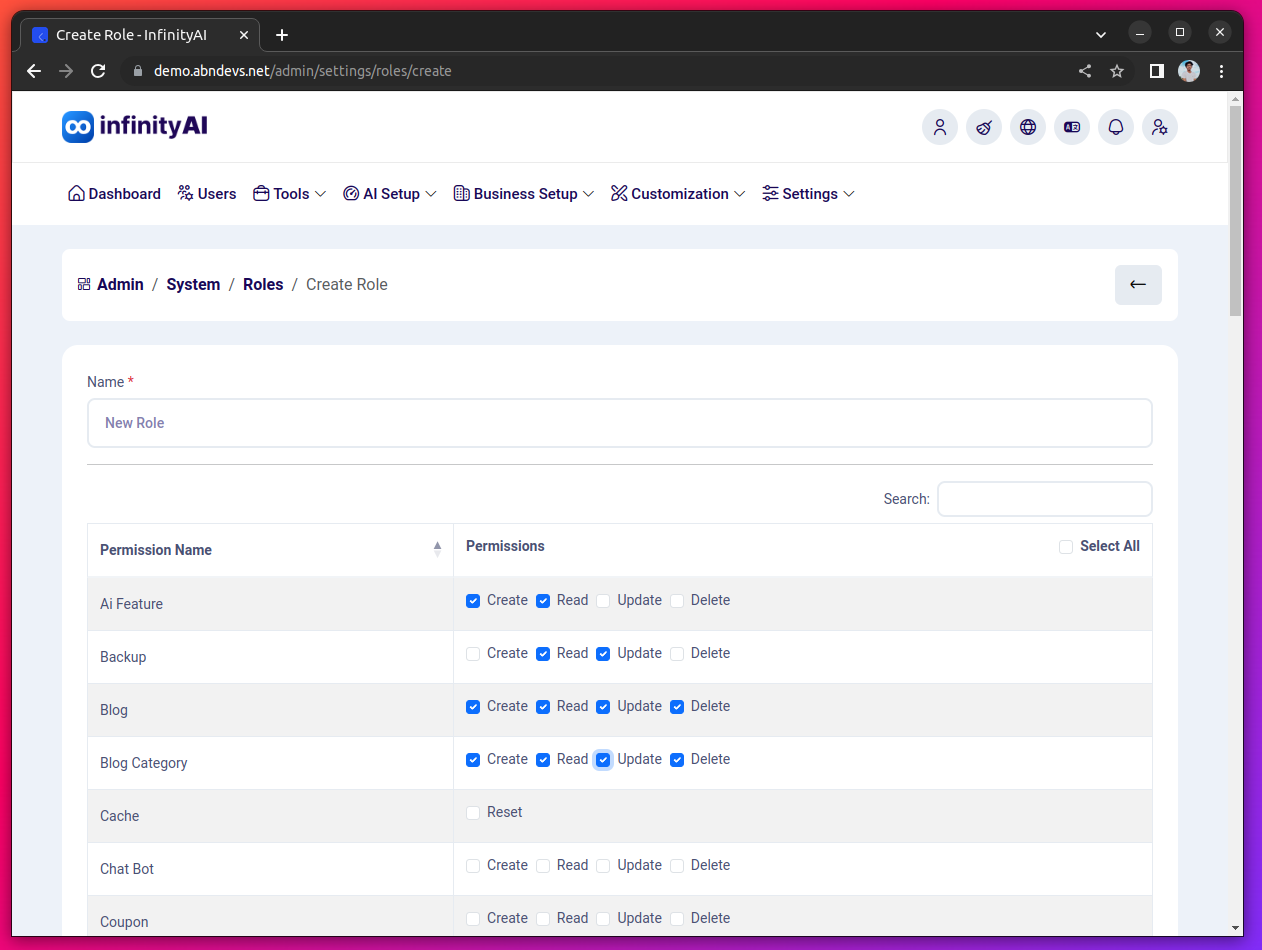 Create Role - InfinityAI
demo.abndevs.net/admin/settings/roles/create
infinityAI
Dashboard Users Tools AI Setup Business Setup Customization Settings
Admin / System / Roles / Create Role
Name *
New Role
Search:
Permission Name Permissions Select All
Ai Feature Create Read Update Delete
Backup Create Read Update Delete
Blog Create Read Update Delete
Blog Category Create Read Update Delete
Cache Reset
Chat Bot Create Read Update Delete
Coupon Create Read Update Delete